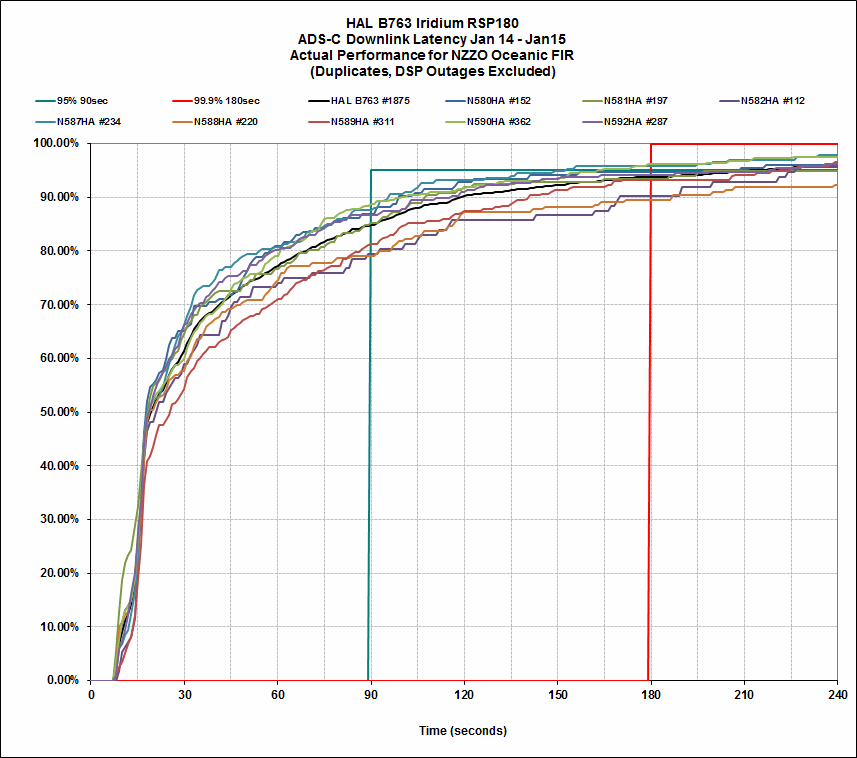 HAL B763 Iridium RSP180
ADS-C Downlink Latency Jan 14 - Jan15
Actual Performance for NZZO Oceanic FIR
(Duplicates, DSP Outages Excluded)
95% 90sec 99.9% 180sec HAL B763 #1875 N580HA #152 N581HA #197 N582HA #112
N587HA #234 N588HA #220 N589HA #311 N590HA #362 N592HA #287
100.00%
90.00%
80.00%
70.00%
60.00%
50.00%
40.00%
30.00%
20.00%
10.00%
0.00%
0 30 60 90 120 150 180 210 240
Time (seconds)